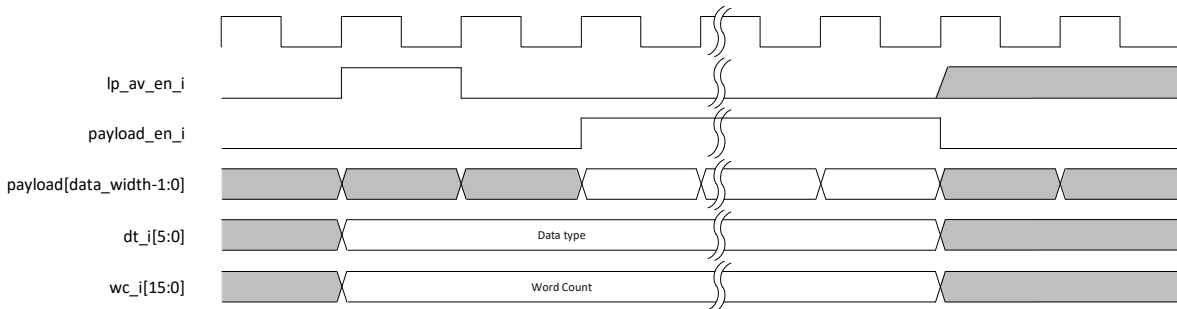 lp_av_en_i
payload_en_i
payload[data_width-1:0]
dt_i[5:0]
Data type
wc_i[15:0]
Word Count